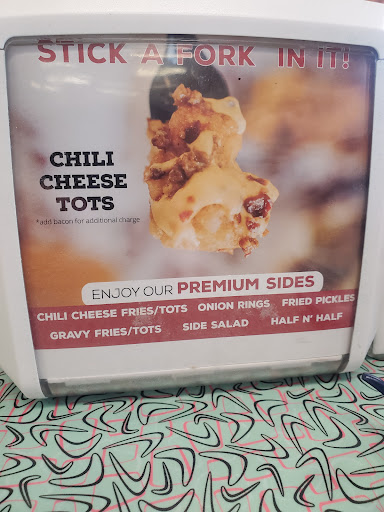 STICK A FORK IN IT!
CHILI
CHEESE
TOTS
*add bacon for additional charge
ENJOY OUR PREMIUM SIDES
CHILI CHEESE FRIES/TOTS ONION RINGS FRIED PICKLES
GRAVY FRIES/TOTS SIDE SALAD HALF N' HALF